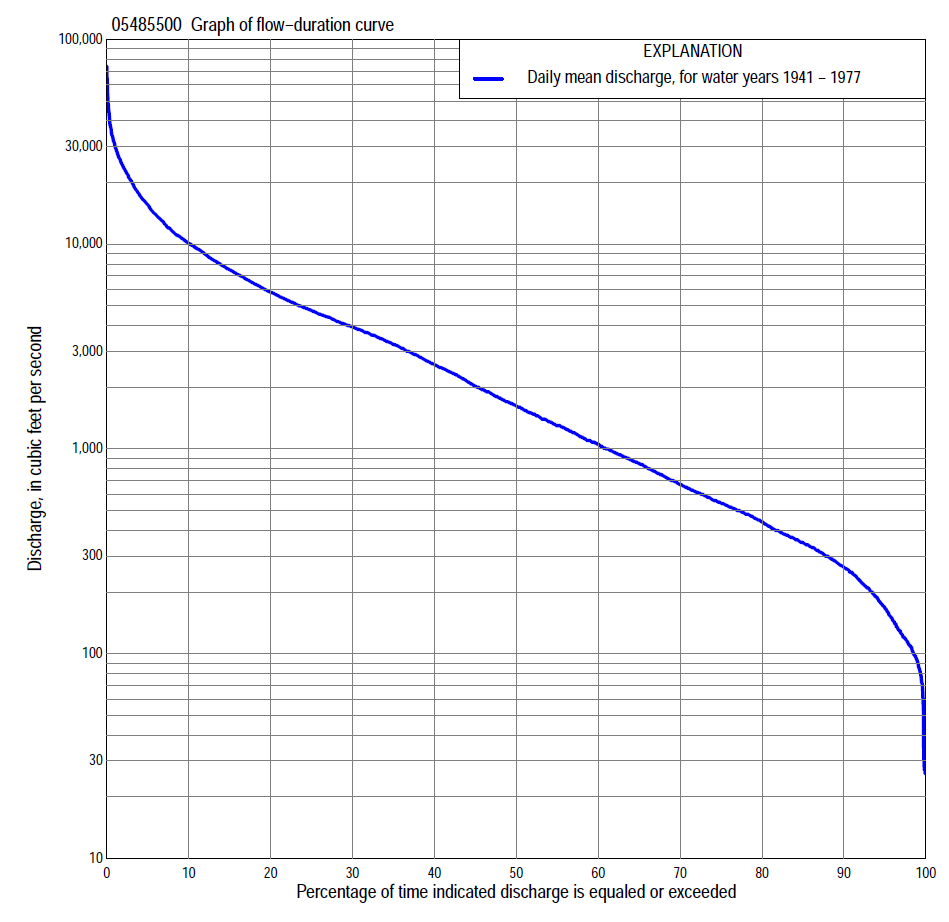 05485500 Graph of flow−duration curve
EXPLANATION
Daily mean discharge, for water years 1941 − 1977
100,000
30,000
10,000
3,000
1,000
300
100
30
10
Discharge, in cubic feet per second
0 10 20 30 40 50 60 70 80 90 100
Percentage of time indicated discharge is equaled or exceeded